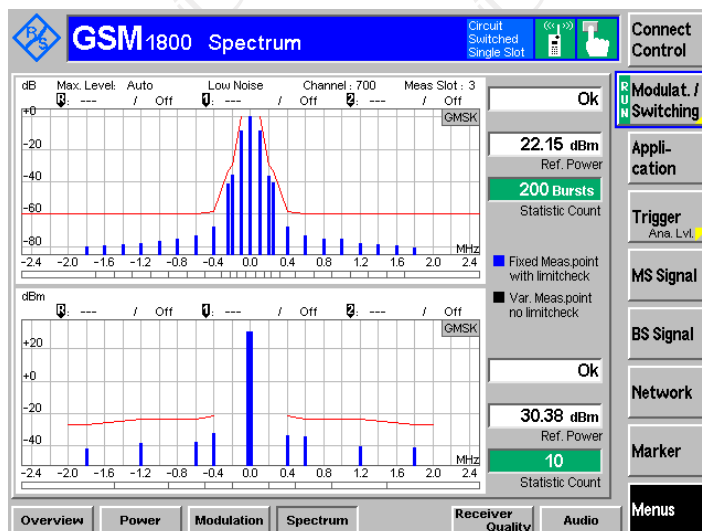 R/S
GSM 1800 Spectrum
Circuit
Switched
Single Slot
Connect
Control
dB Max. Level: Auto Low Noise Channel : 700 Meas Slot : 3
R: --- / Off 1: --- / Off 2: --- / Off
GMSK
+0
-20
-40
-60
-80
MHz
-2.4 -2.0 -1.6 -1.2 -0.8 -0.4 0.0 0.4 0.8 1.2 1.6 2.0 2.4
Ok
22.15 dBm
Ref. Power
200 Bursts
Statistic Count
Fixed Meas.point
with limitcheck
Var. Meas.point
no limitcheck
dBm
R: --- / Off 1: --- / Off 2: --- / Off
GMSK
+20
+0
-20
-40
MHz
-2.4 -2.0 -1.6 -1.2 -0.8 -0.4 0.0 0.4 0.8 1.2 1.6 2.0 2.4
Ok
30.38 dBm
Ref. Power
10
Statistic Count
RUN
Modulat. /
Switching
Appli-
cation
Trigger
Ana. Lvl.
MS Signal
BS Signal
Network
Marker
Menus
Overview Power Modulation Spectrum Receiver
Quality Audio